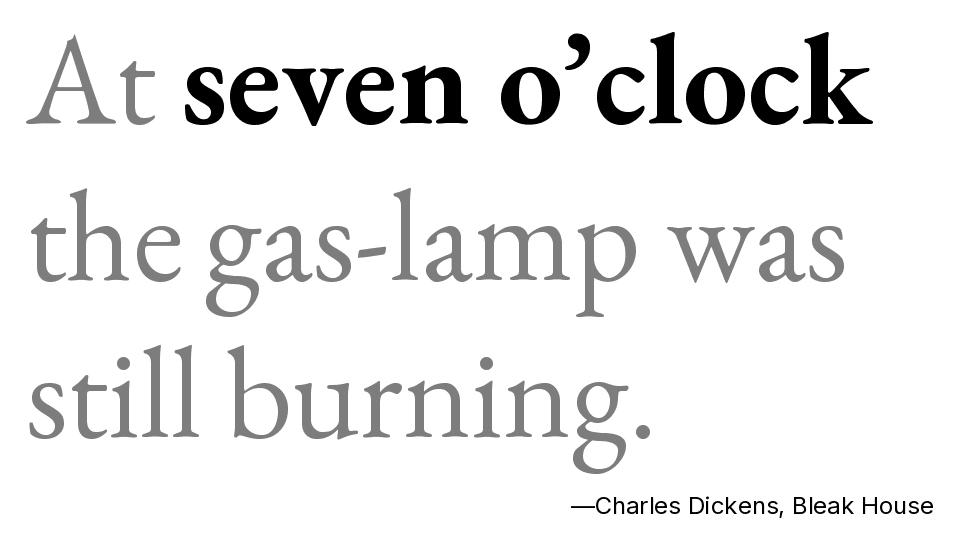 At seven o’clock
the gas-lamp was
still burning.
—Charles Dickens, Bleak House